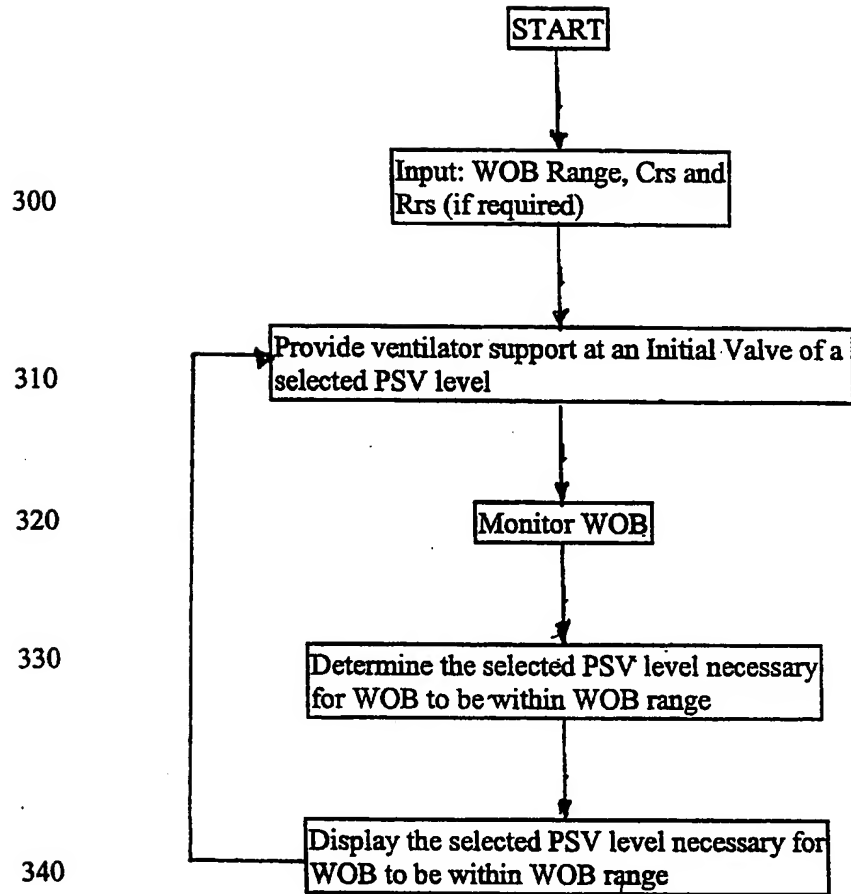 START
300
Input: WOB Range, Crs and
Rrs (if required)
310
Provide ventilator support at an Initial Valve of a
selected PSV level
320
Monitor WOB
330
Determine the selected PSV level necessary
for WOB to be within WOB range
340
Display the selected PSV level necessary for
WOB to be within WOB range